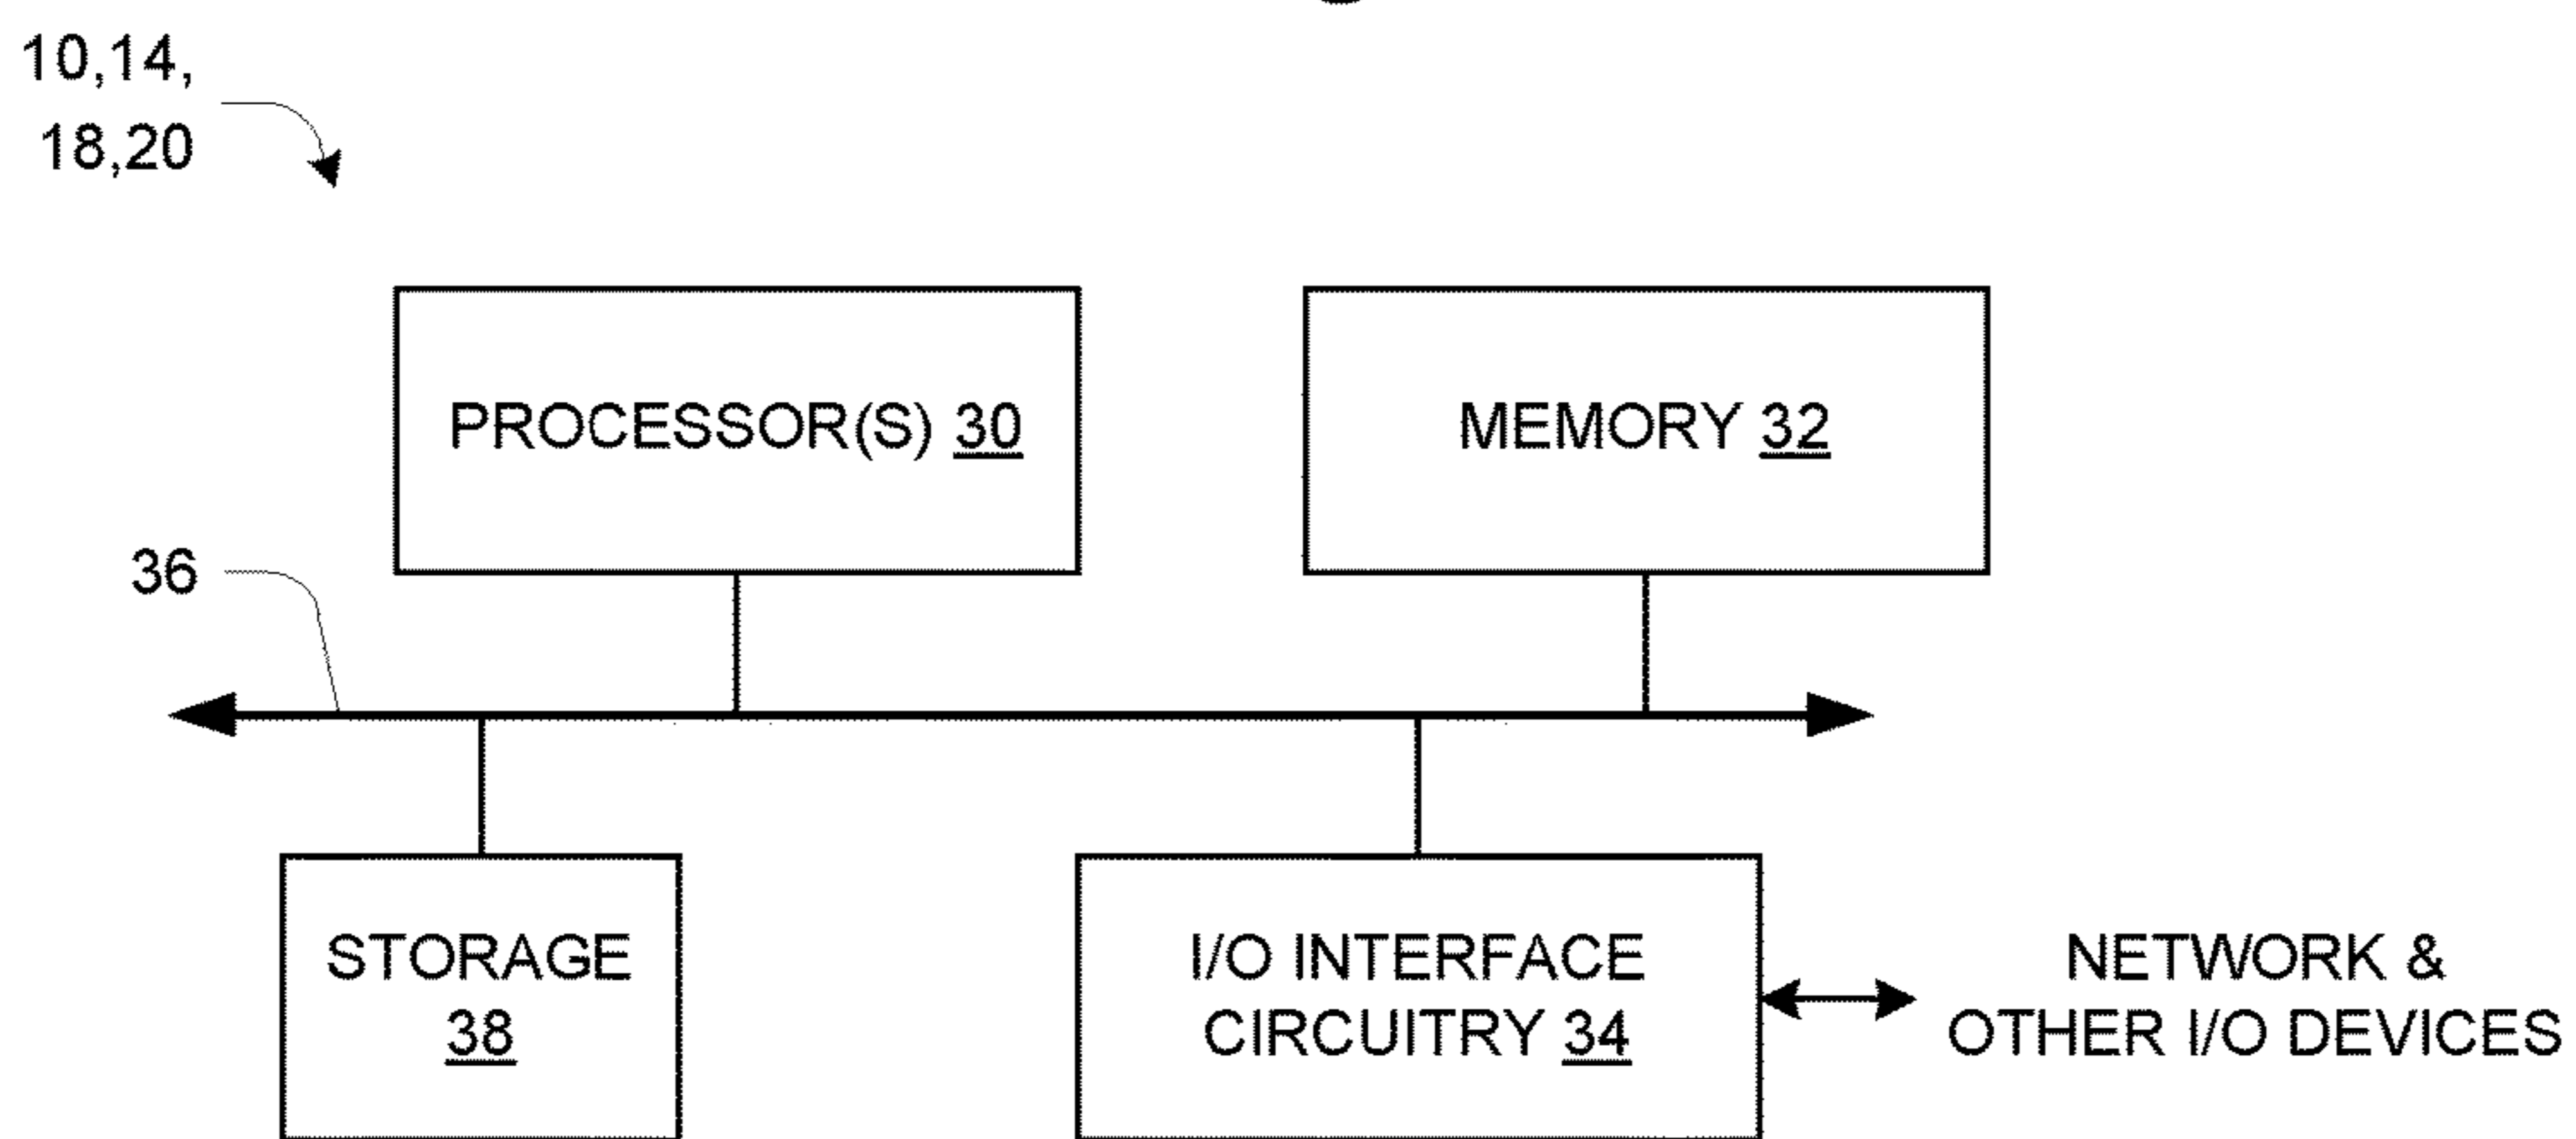 10,14,
18,20
PROCESSOR(S) 30
MEMORY 32
36
STORAGE
38
I/O INTERFACE
CIRCUITRY 34
NETWORK &
OTHER I/O DEVICES